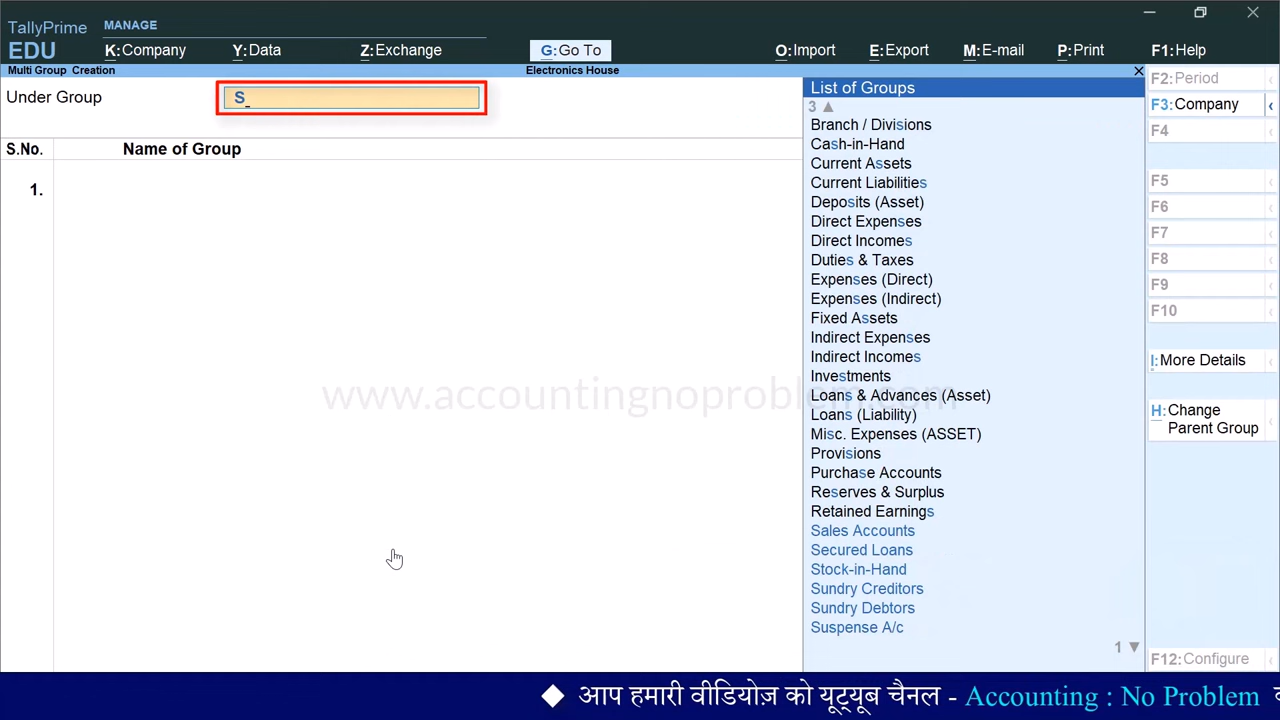 TallyPrime
EDU
MANAGE
K:Company
Y:Data
Z:Exchange
G:Go To
O:Import
E:Export
M:E-mail
P:Print
F1:Help
Multi Group Creation
Electronics House
Under Group
S
S.No.
Name of Group
1.
List of Groups
3
Branch / Divisions
Cash-in-Hand
Current Assets
Current Liabilities
Deposits (Asset)
Direct Expenses
Direct Incomes
Duties & Taxes
Expenses (Direct)
Expenses (Indirect)
Fixed Assets
Indirect Expenses
Indirect Incomes
Investments
Loans & Advances (Asset)
Loans (Liability)
Misc. Expenses (ASSET)
Provisions
Purchase Accounts
Reserves & Surplus
Retained Earnings
Sales Accounts
Secured Loans
Stock-in-Hand
Sundry Creditors
Sundry Debtors
Suspense A/c
1
F2:Period
F3:Company
F4
F5
F6
F7
F8
F9
F10
I:More Details
H:Change
Parent Group
F12:Configure
www.accountingnoproblem.com
आप हमारी वीडियोज़ को यूट्यूब चैनल - Accounting : No Problem